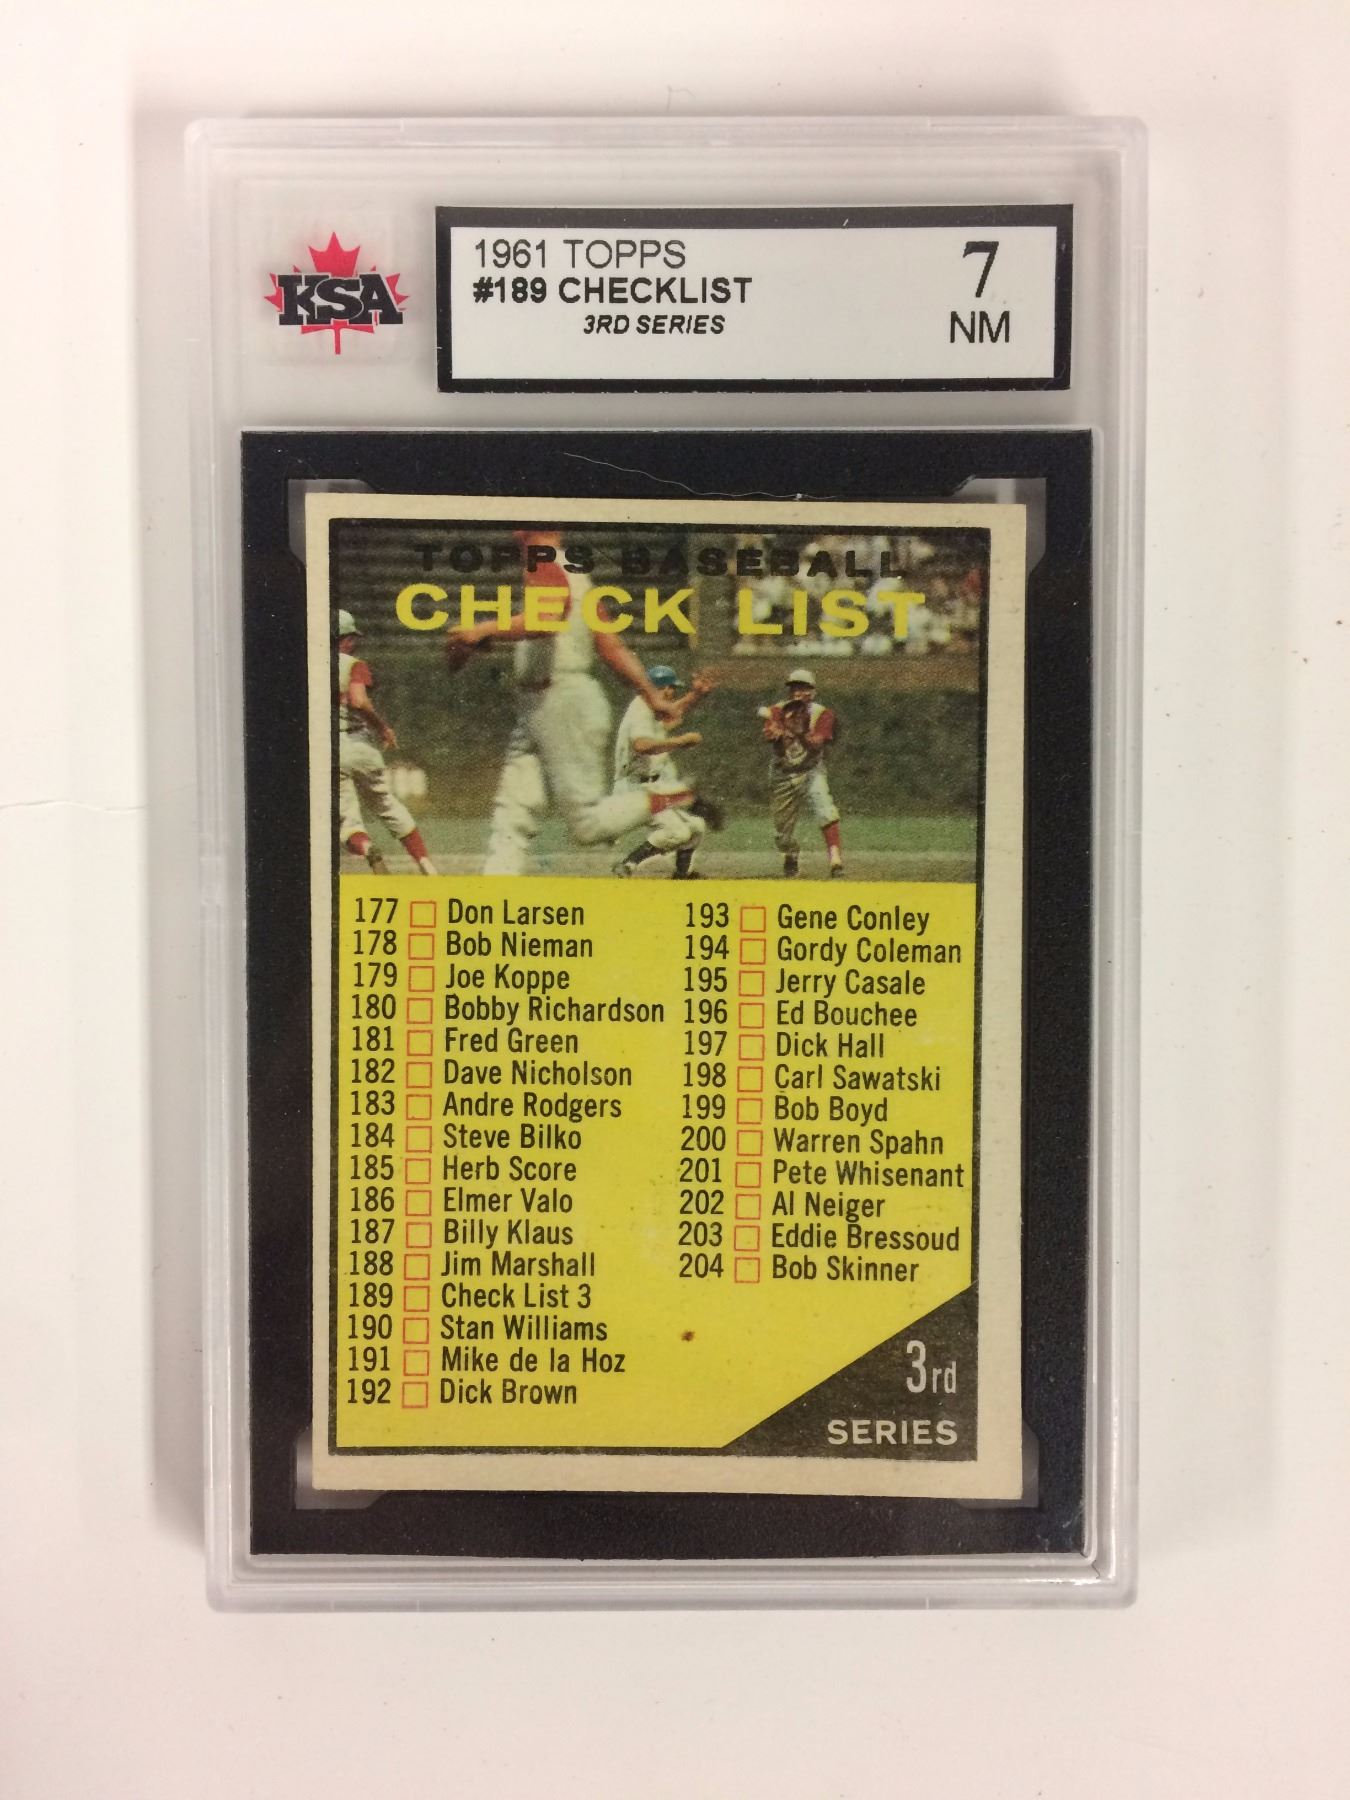 KSA
1961 TOPPS
#189 CHECKLIST
3RD SERIES
7
NM
TOPPS BASEBALL
CHECK LIST
177 Don Larsen
178 Bob Nieman
179 Joe Koppe
180 Bobby Richardson
181 Fred Green
182 Dave Nicholson
183 Andre Rodgers
184 Steve Bilko
185 Herb Score
186 Elmer Valo
187 Billy Klaus
188 Jim Marshall
189 Check List 3
190 Stan Williams
191 Mike de la Hoz
192 Dick Brown
193 Gene Conley
194 Gordy Coleman
195 Jerry Casale
196 Ed Bouchee
197 Dick Hall
198 Carl Sawatski
199 Bob Boyd
200 Warren Spahn
201 Pete Whisenant
202 Al Neiger
203 Eddie Bressoud
204 Bob Skinner
3rd
SERIES